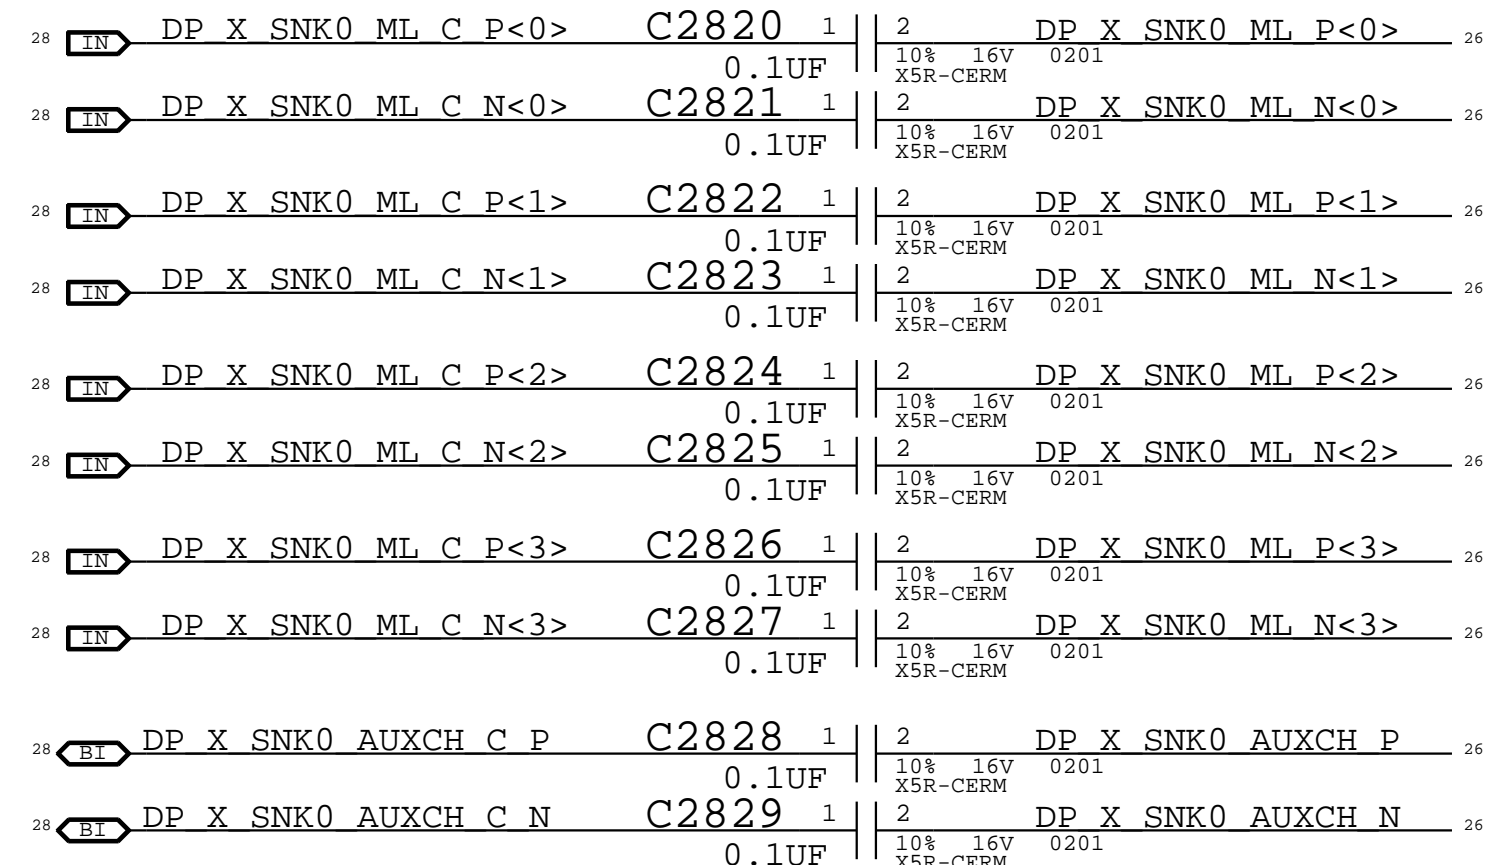 28 IN DP_X_SNK0_ML_C_P<0> C2820 1 2 DP_X_SNK0_ML_P<0> 26
0.1UF 10% 16V 0201
X5R-CERM
28 IN DP_X_SNK0_ML_C_N<0> C2821 1 2 DP_X_SNK0_ML_N<0> 26
0.1UF 10% 16V 0201
X5R-CERM
28 IN DP_X_SNK0_ML_C_P<1> C2822 1 2 DP_X_SNK0_ML_P<1> 26
0.1UF 10% 16V 0201
X5R-CERM
28 IN DP_X_SNK0_ML_C_N<1> C2823 1 2 DP_X_SNK0_ML_N<1> 26
0.1UF 10% 16V 0201
X5R-CERM
28 IN DP_X_SNK0_ML_C_P<2> C2824 1 2 DP_X_SNK0_ML_P<2> 26
0.1UF 10% 16V 0201
X5R-CERM
28 IN DP_X_SNK0_ML_C_N<2> C2825 1 2 DP_X_SNK0_ML_N<2> 26
0.1UF 10% 16V 0201
X5R-CERM
28 IN DP_X_SNK0_ML_C_P<3> C2826 1 2 DP_X_SNK0_ML_P<3> 26
0.1UF 10% 16V 0201
X5R-CERM
28 IN DP_X_SNK0_ML_C_N<3> C2827 1 2 DP_X_SNK0_ML_N<3> 26
0.1UF 10% 16V 0201
X5R-CERM
28 BI DP_X_SNK0_AUXCH_C_P C2828 1 2 DP_X_SNK0_AUXCH_P 26
0.1UF 10% 16V 0201
X5R-CERM
28 BI DP_X_SNK0_AUXCH_C_N C2829 1 2 DP_X_SNK0_AUXCH_N 26
0.1UF 10% 16V 0201
X5R-CERM